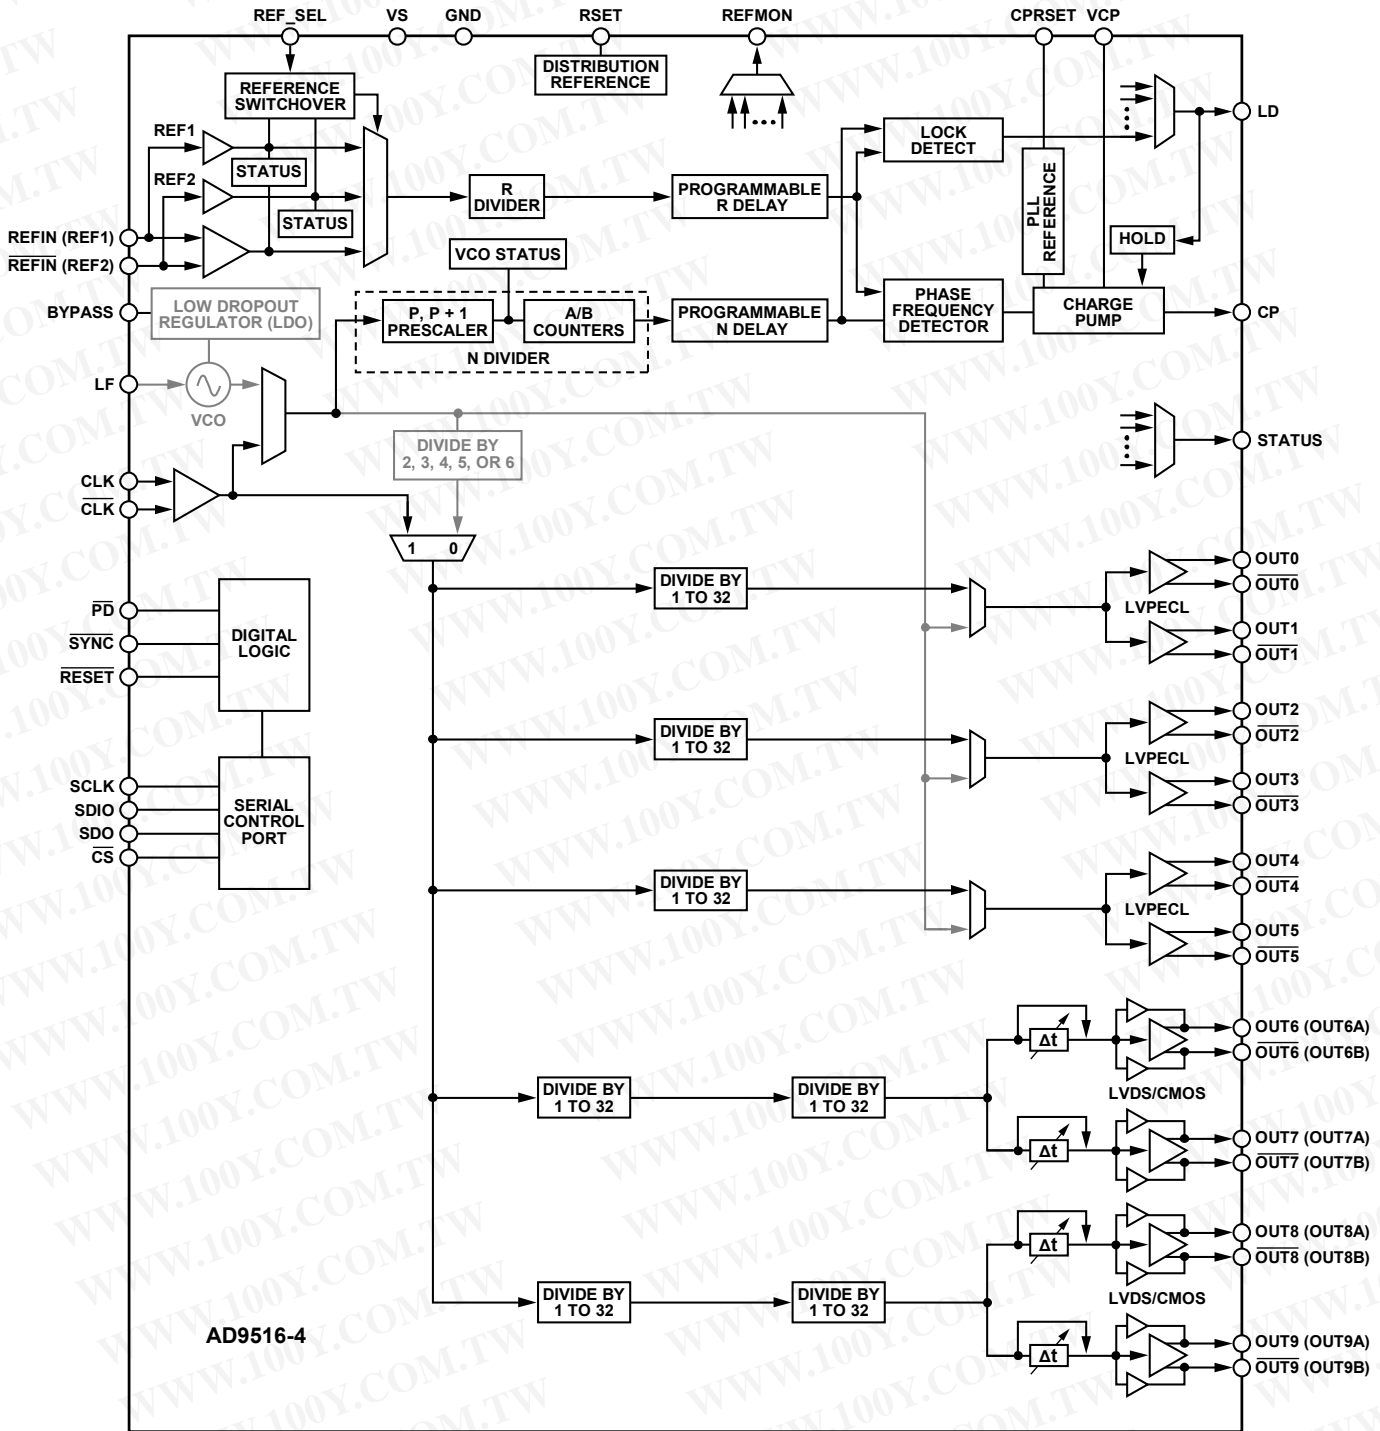 REF_SEL
VS
GND
RSET
REFMON
CPRSET
VCP
DISTRIBUTION
REFERENCE
REFERENCE
SWITCHOVER
REF1
STATUS
REF2
STATUS
REFIN (REF1)
REFIN (REF2)
BYPASS
LOW DROPOUT
REGULATOR (LDO)
LF
VCO
R
DIVIDER
VCO STATUS
P, P + 1
PRESCALER
A/B
COUNTERS
N DIVIDER
PROGRAMMABLE
R DELAY
PROGRAMMABLE
N DELAY
LOCK
DETECT
PHASE
FREQUENCY
DETECTOR
PLL
REFERENCE
HOLD
CHARGE
PUMP
LD
CP
STATUS
DIVIDE BY
2, 3, 4, 5, OR 6
CLK
CLK
1 0
PD
SYNC
RESET
DIGITAL
LOGIC
SCLK
SDIO
SDO
CS
SERIAL
CONTROL
PORT
DIVIDE BY
1 TO 32
LVPECL
OUT0
OUT0
OUT1
OUT1
DIVIDE BY
1 TO 32
LVPECL
OUT2
OUT2
OUT3
OUT3
DIVIDE BY
1 TO 32
LVPECL
OUT4
OUT4
OUT5
OUT5
DIVIDE BY
1 TO 32
DIVIDE BY
1 TO 32
Δt
Δt
LVDS/CMOS
OUT6 (OUT6A)
OUT6 (OUT6B)
OUT7 (OUT7A)
OUT7 (OUT7B)
DIVIDE BY
1 TO 32
DIVIDE BY
1 TO 32
Δt
Δt
LVDS/CMOS
OUT8 (OUT8A)
OUT8 (OUT8B)
OUT9 (OUT9A)
OUT9 (OUT9B)
AD9516-4
WWW.100Y.COM.TW